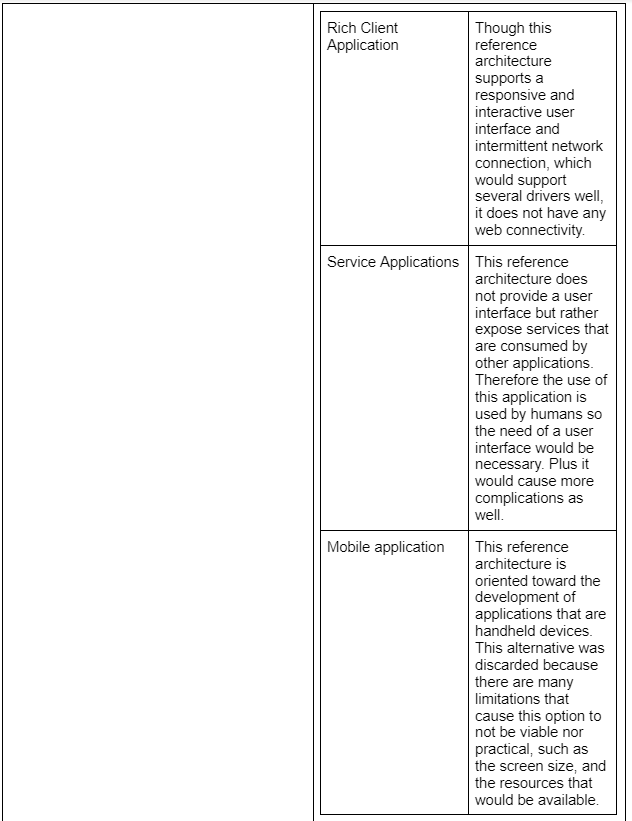 Rich Client
Application
Though this
reference
architecture
supports a
responsive and
interactive user
interface and
intermittent network
connection, which
would support
several drivers well,
it does not have any
web connectivity.
Service Applications
This reference
architecture does
not provide a user
interface but rather
expose services that
are consumed by
other applications.
Therefore the use of
this application is
used by humans so
the need of a user
interface would be
necessary. Plus it
would cause more
complications as
well.
Mobile application
This reference
architecture is
oriented toward the
development of
applications that are
handheld devices.
This alternative was
discarded because
there are many
limitations that
cause this option to
not be viable nor
practical, such as
the screen size, and
the resources that
would be available.